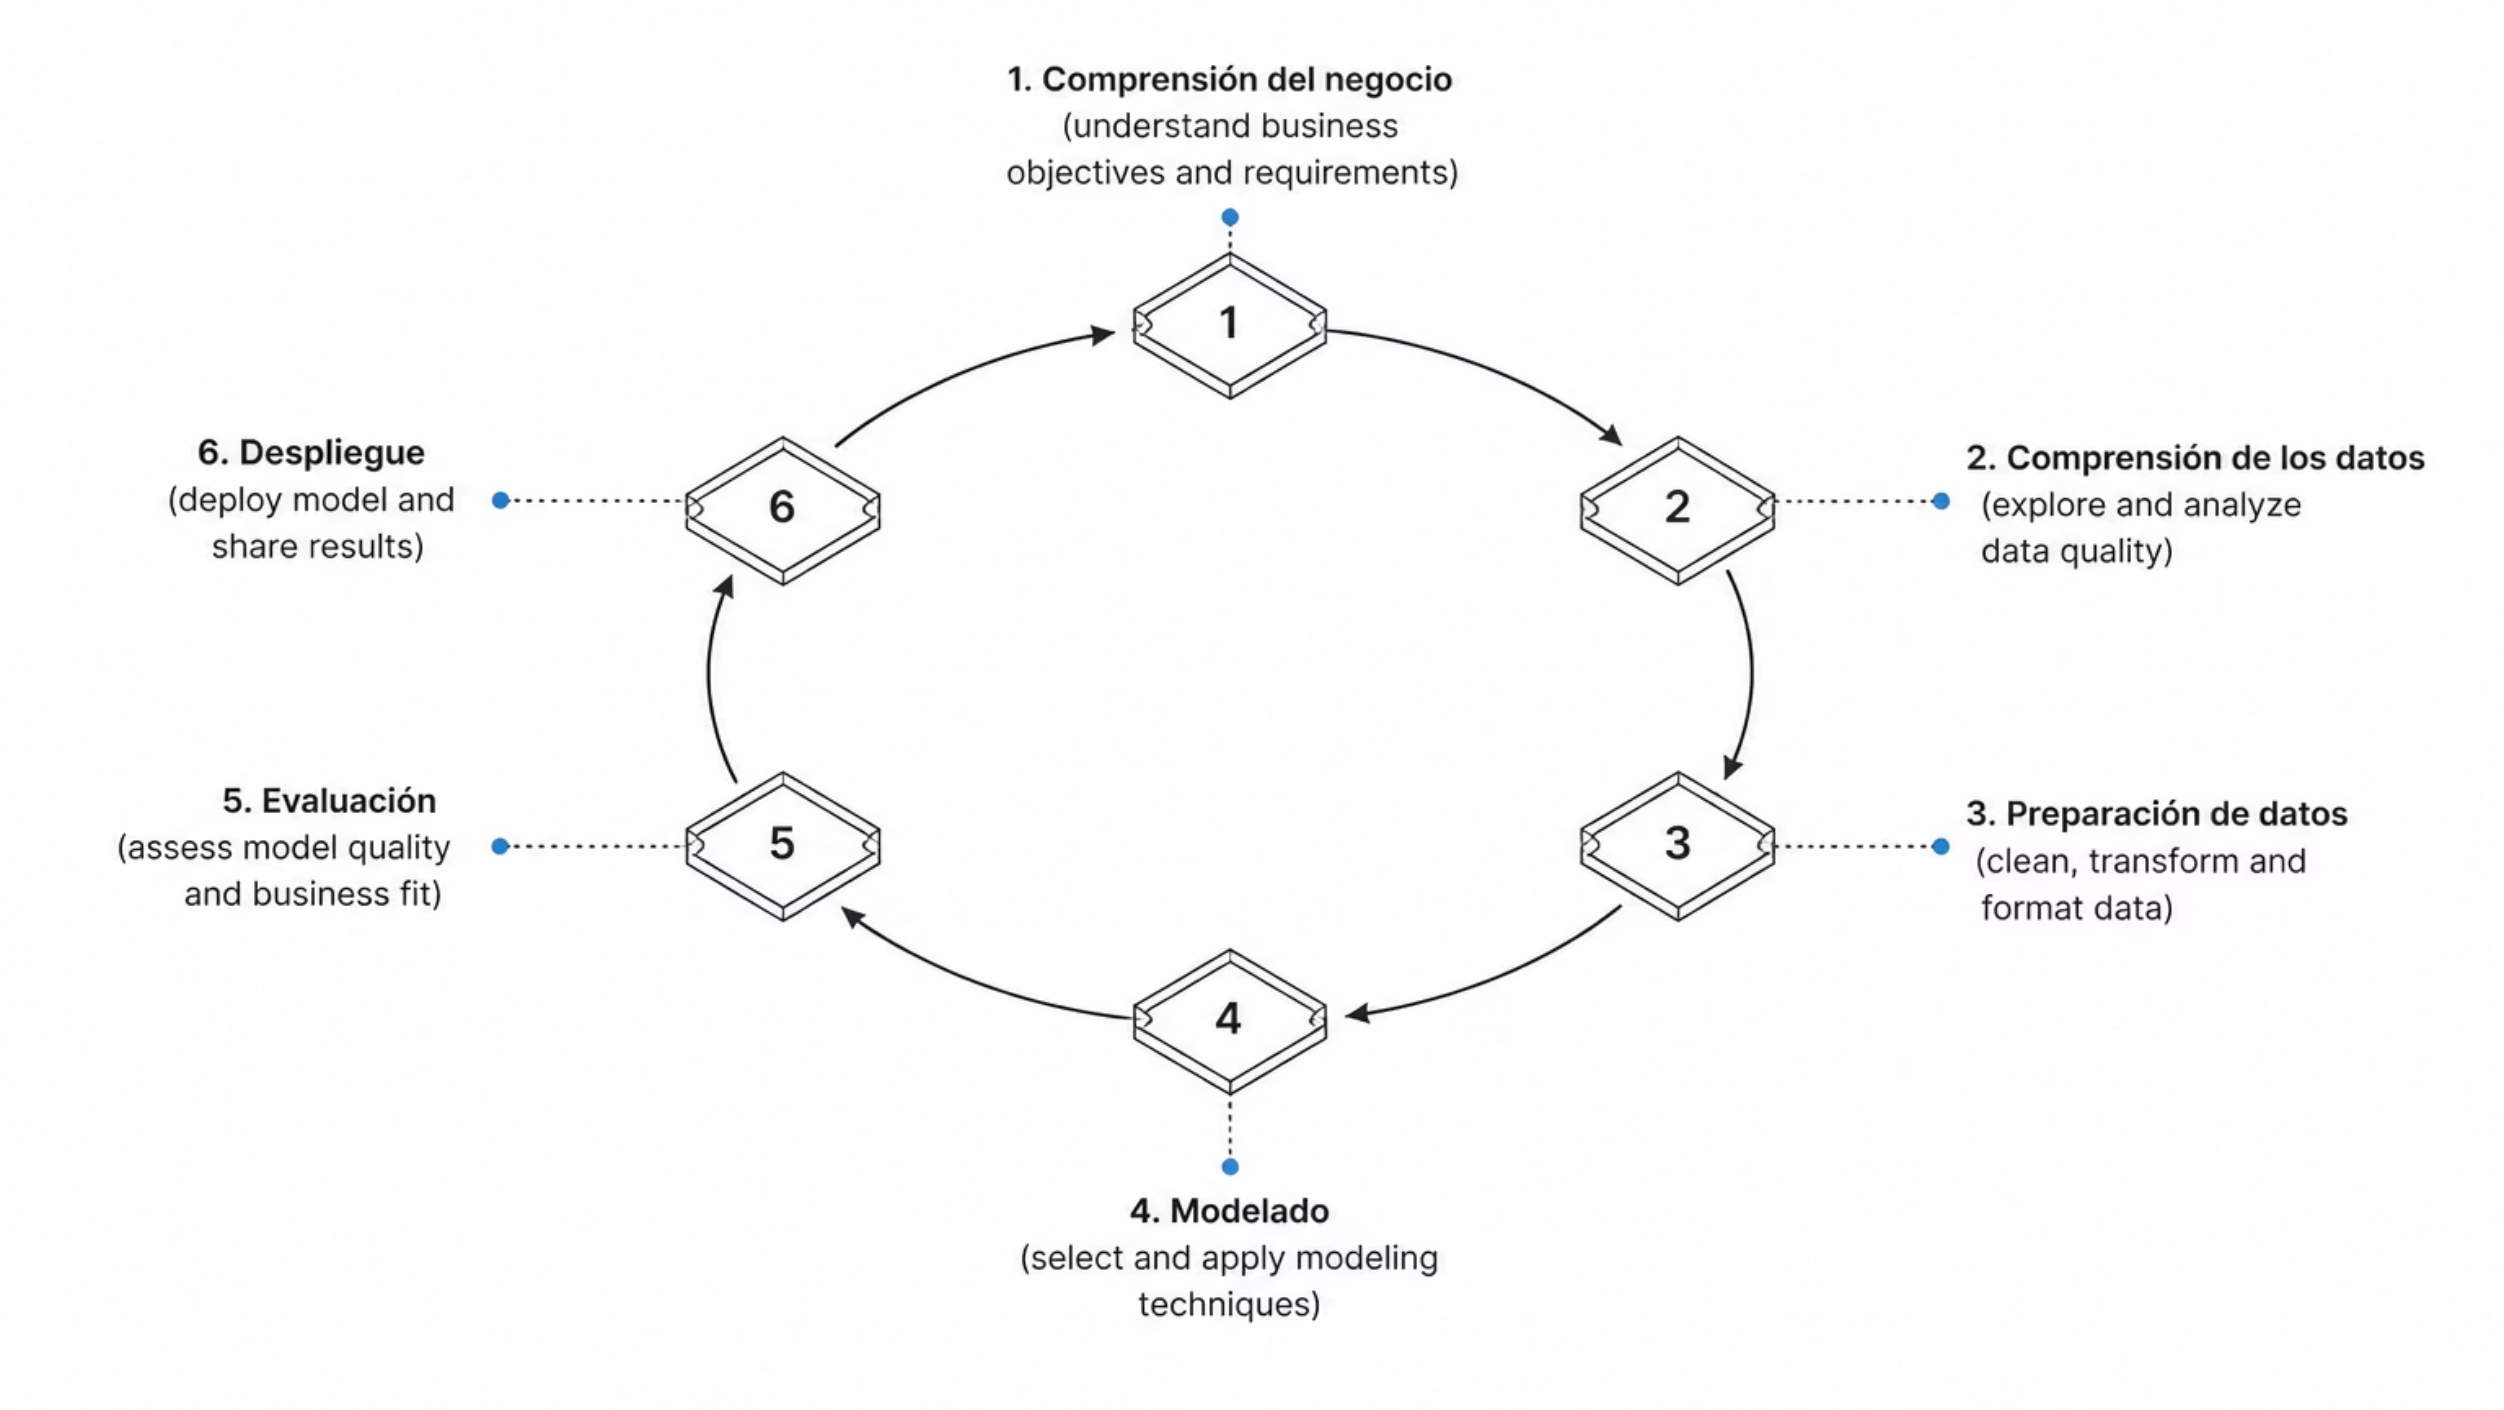 1. Comprensión del negocio
(understand business
objectives and requirements)
1
6. Despliegue
(deploy model and
share results)
6
2
2. Comprensión de los datos
(explore and analyze
data quality)
5. Evaluación
(assess model quality
and business fit)
5
3
3. Preparación de datos
(clean, transform and
format data)
4
4. Modelado
(select and apply modeling
techniques)